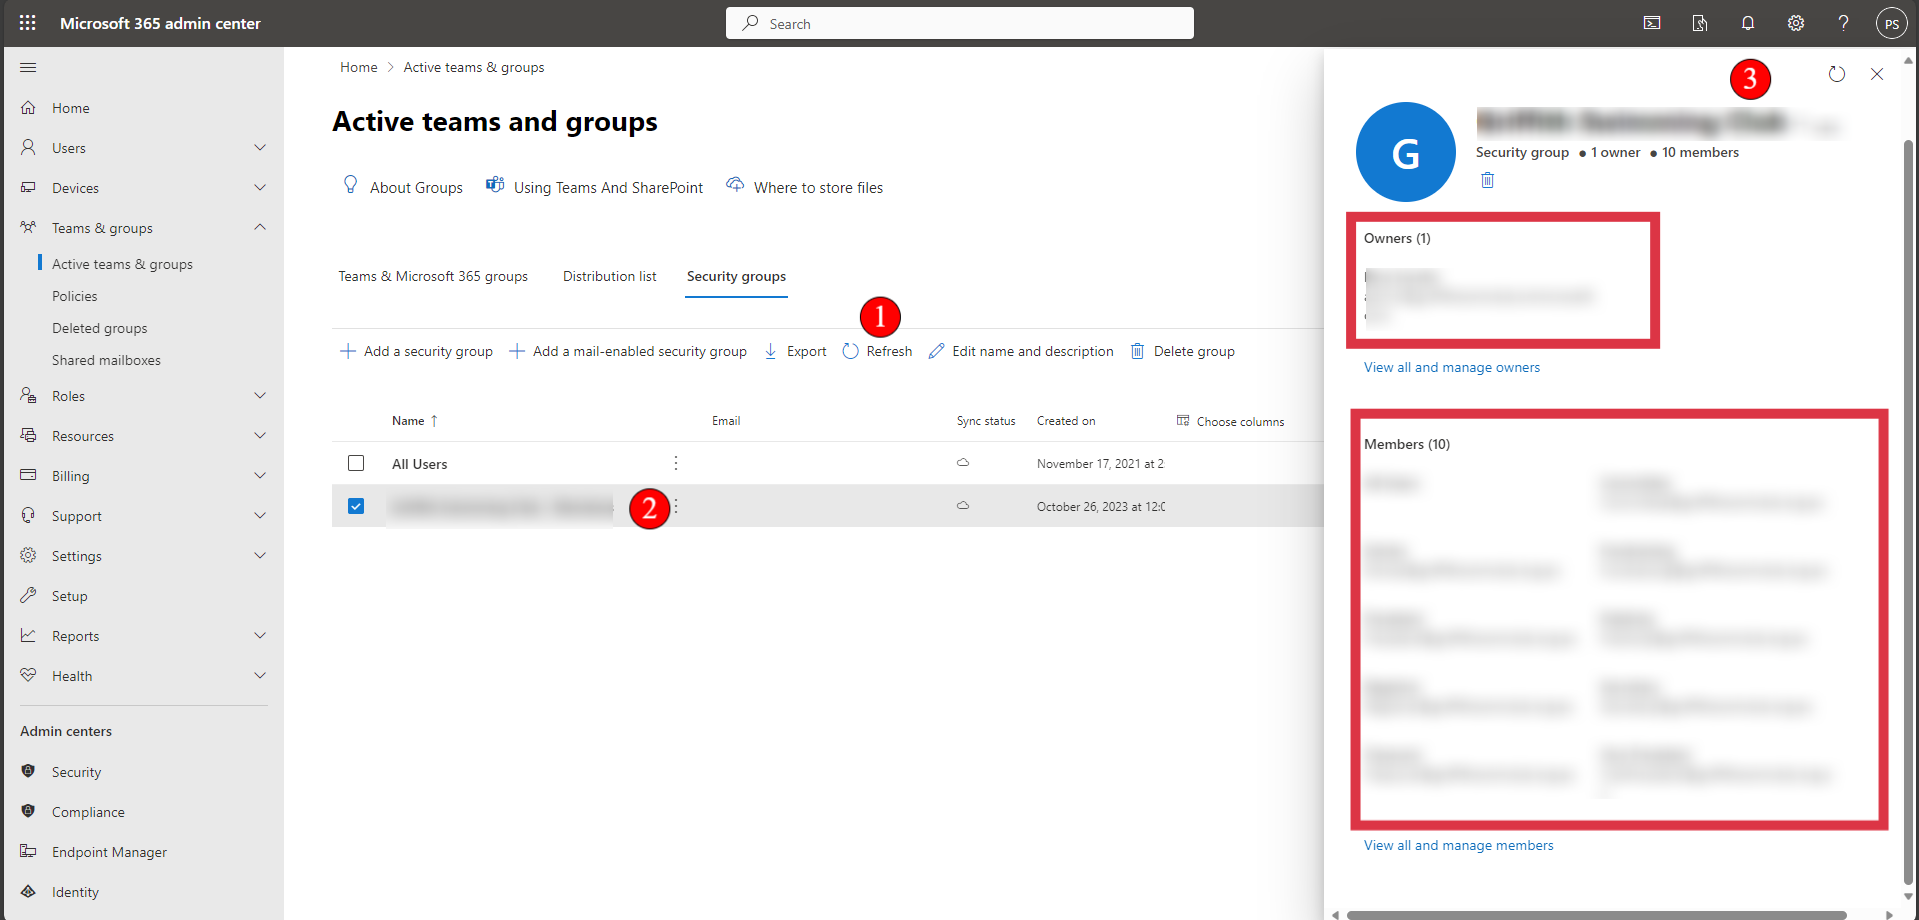 Microsoft 365 admin center
Search
PS
Home
Users
Devices
Teams & groups
Active teams & groups
Policies
Deleted groups
Shared mailboxes
Roles
Resources
Billing
Support
Settings
Setup
Reports
Health
Admin centers
Security
Compliance
Endpoint Manager
Identity
Home > Active teams & groups
Active teams and groups
About Groups Using Teams And SharePoint Where to store files
Teams & Microsoft 365 groups Distribution list Security groups
1
Add a security group Add a mail-enabled security group Export Refresh Edit name and description Delete group
Name ↑ Email Sync status Created on Choose columns
All Users November 17, 2021 at 2:
2 October 26, 2023 at 12:0
3
G
Security group • 1 owner • 10 members
Owners (1)
View all and manage owners
Members (10)
View all and manage members